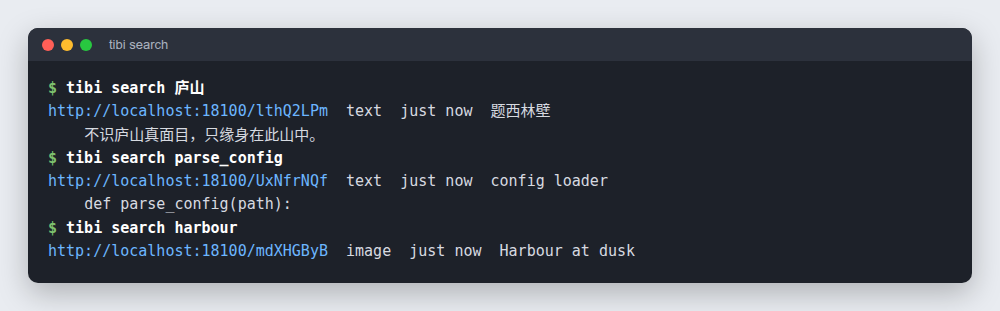 tibi search
$ tibi search 庐山
http://localhost:18100/lthQ2LPm  text  just now  题西林壁
    不识庐山真面目，只缘身在此山中。
$ tibi search parse_config
http://localhost:18100/UxNfrNQf  text  just now  config loader
    def parse_config(path):
$ tibi search harbour
http://localhost:18100/mdXHGByB  image  just now  Harbour at dusk